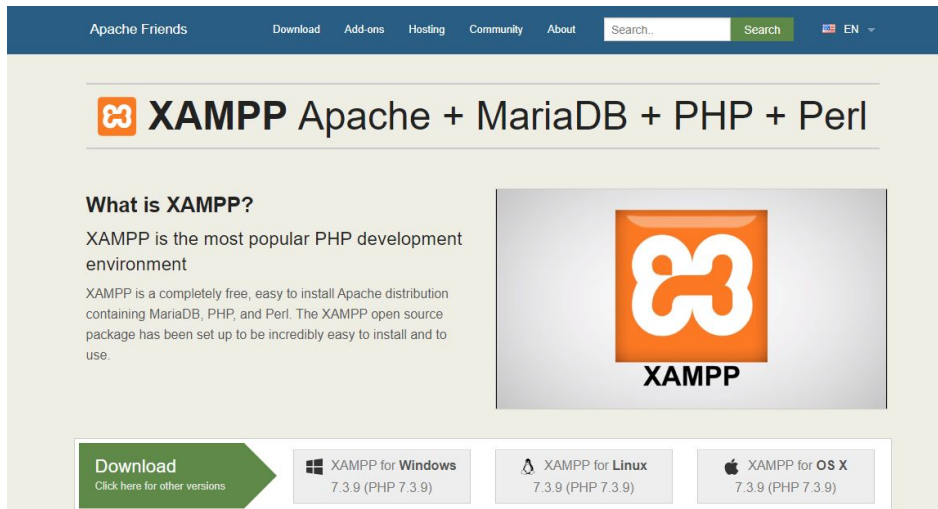 Apache Friends Download Add-ons Hosting Community About Search.. Search EN
XAMPP Apache + MariaDB + PHP + Perl
What is XAMPP?
XAMPP is the most popular PHP development
environment
XAMPP is a completely free, easy to install Apache distribution
containing MariaDB, PHP, and Perl. The XAMPP open source
package has been set up to be incredibly easy to install and to
use.
XAMPP
Download
Click here for other versions
XAMPP for Windows
7.3.9 (PHP 7.3.9)
XAMPP for Linux
7.3.9 (PHP 7.3.9)
XAMPP for OS X
7.3.9 (PHP 7.3.9)